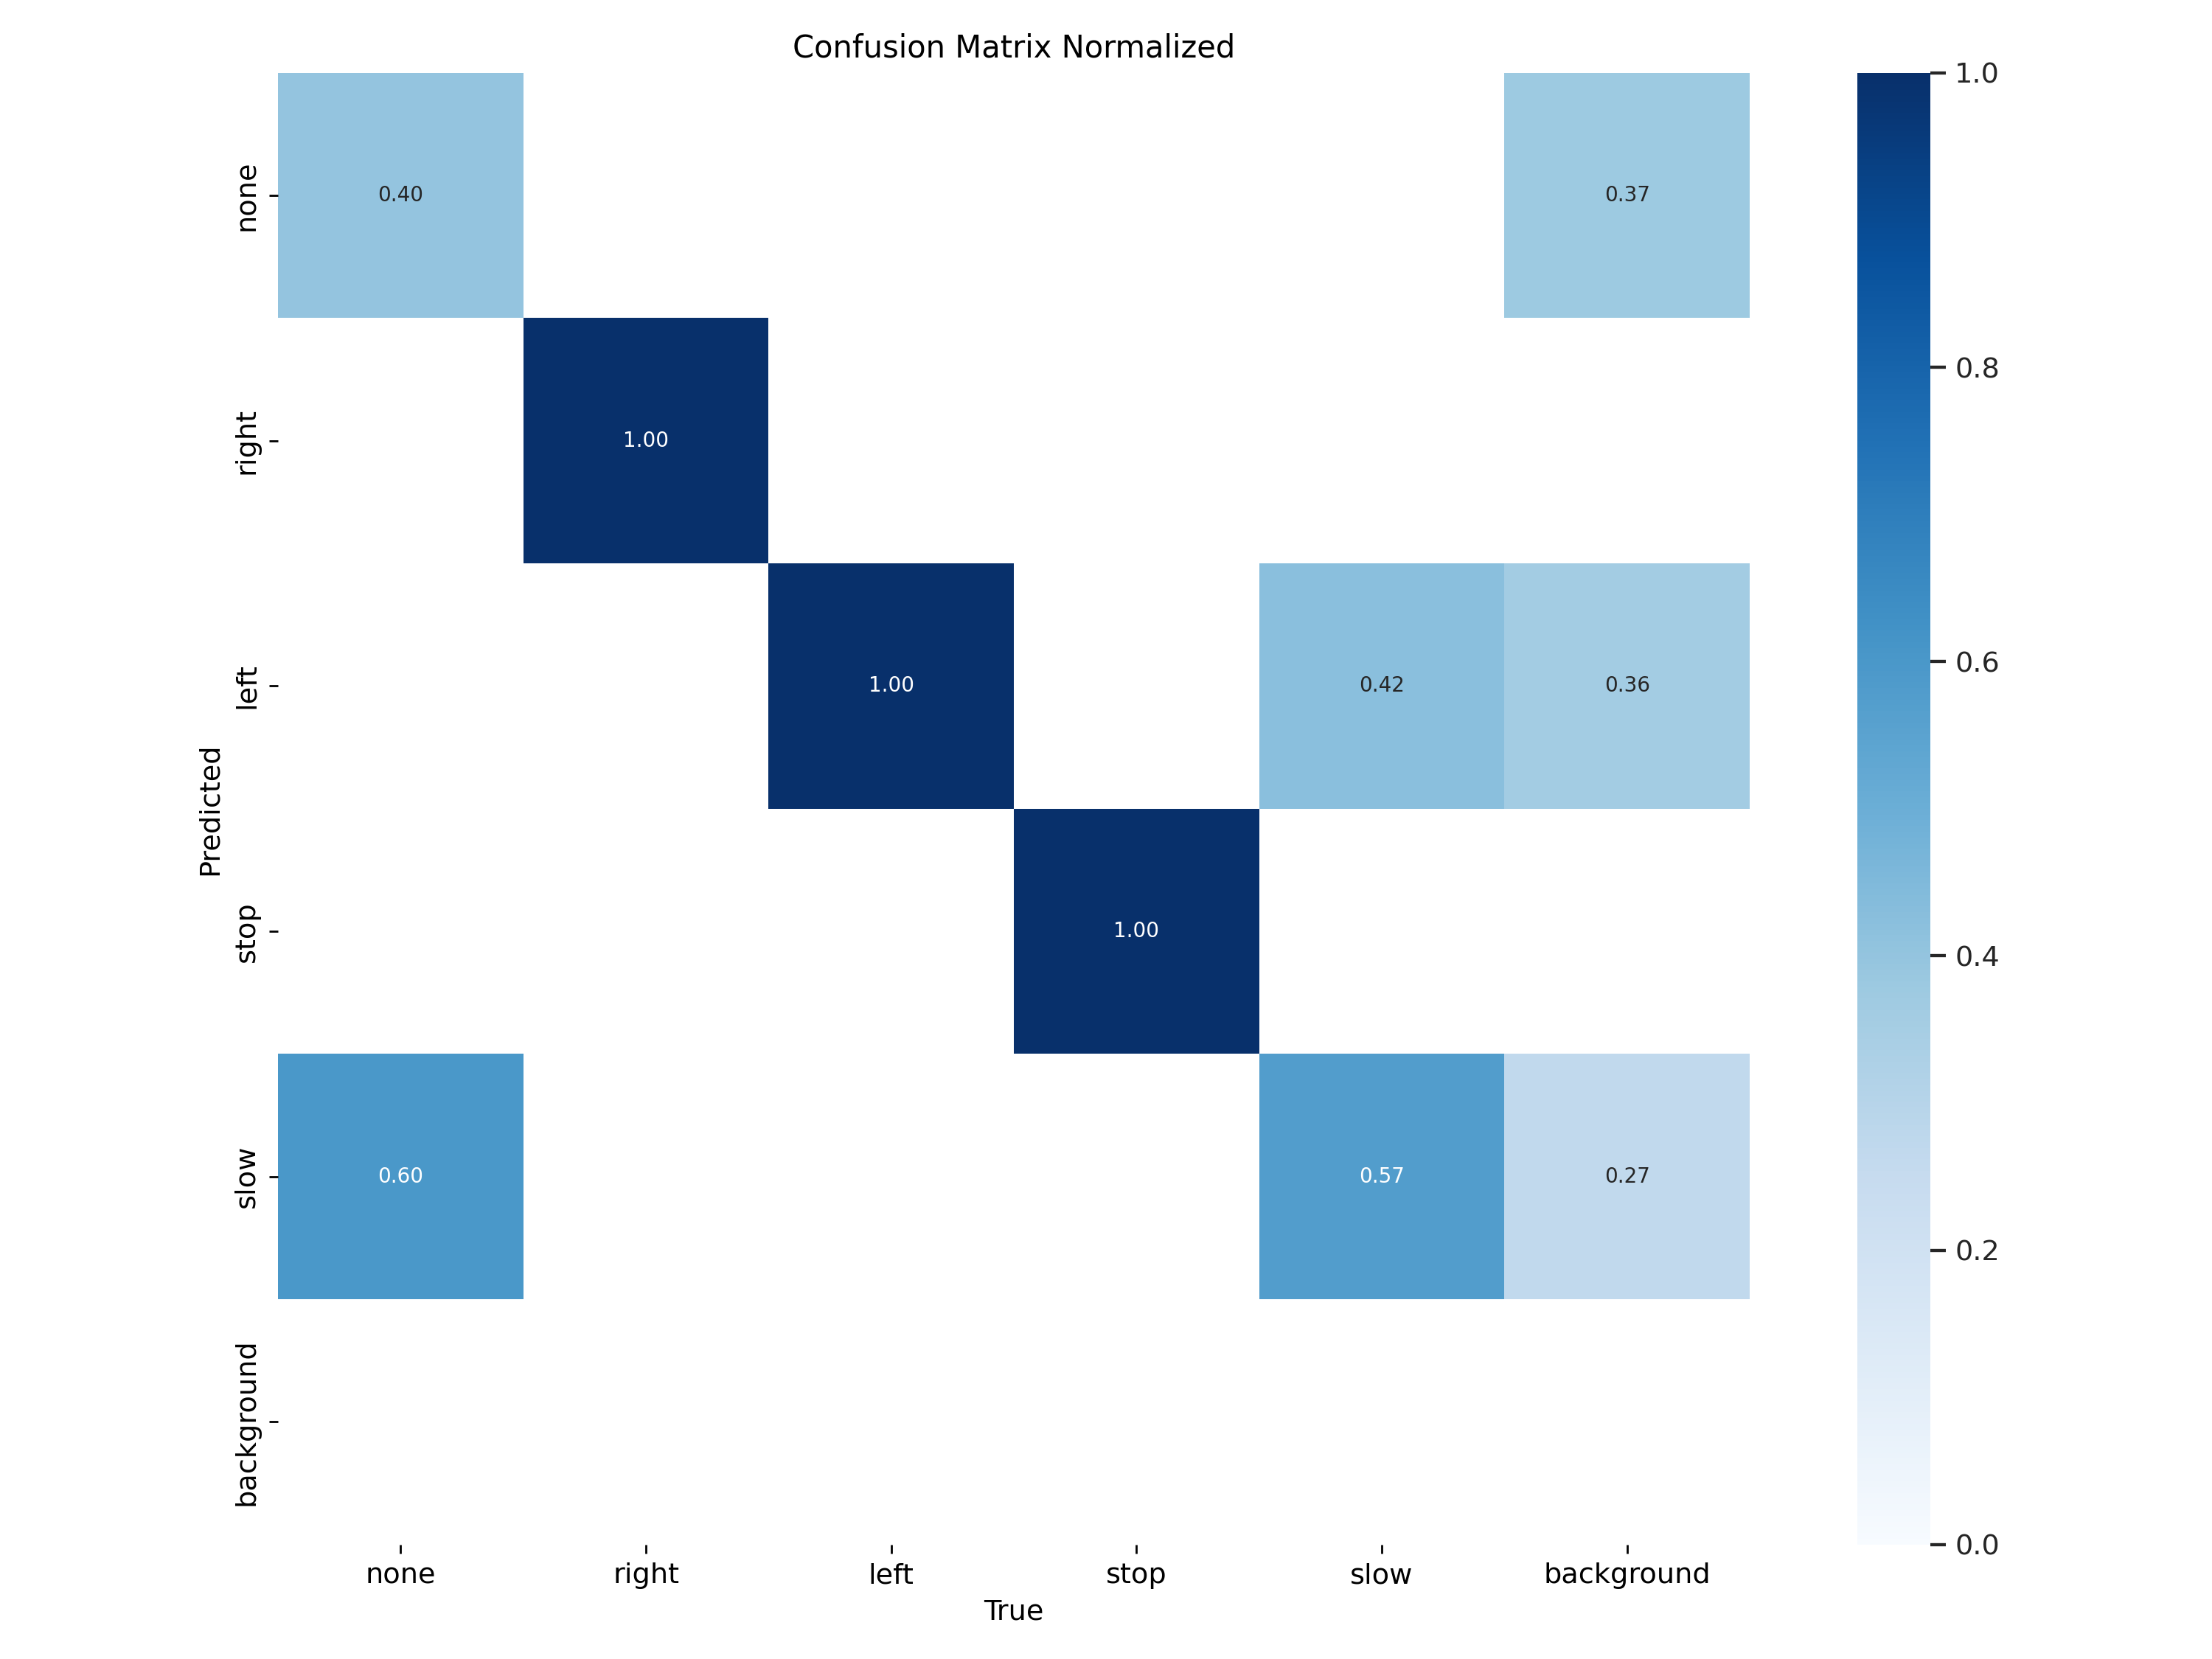 Confusion Matrix Normalized
none
0.40
0.37
right
1.00
left
1.00
0.42
0.36
stop
1.00
slow
0.60
0.57
0.27
background
Predicted
none
right
left
stop
slow
background
True
1.0
0.8
0.6
0.4
0.2
0.0